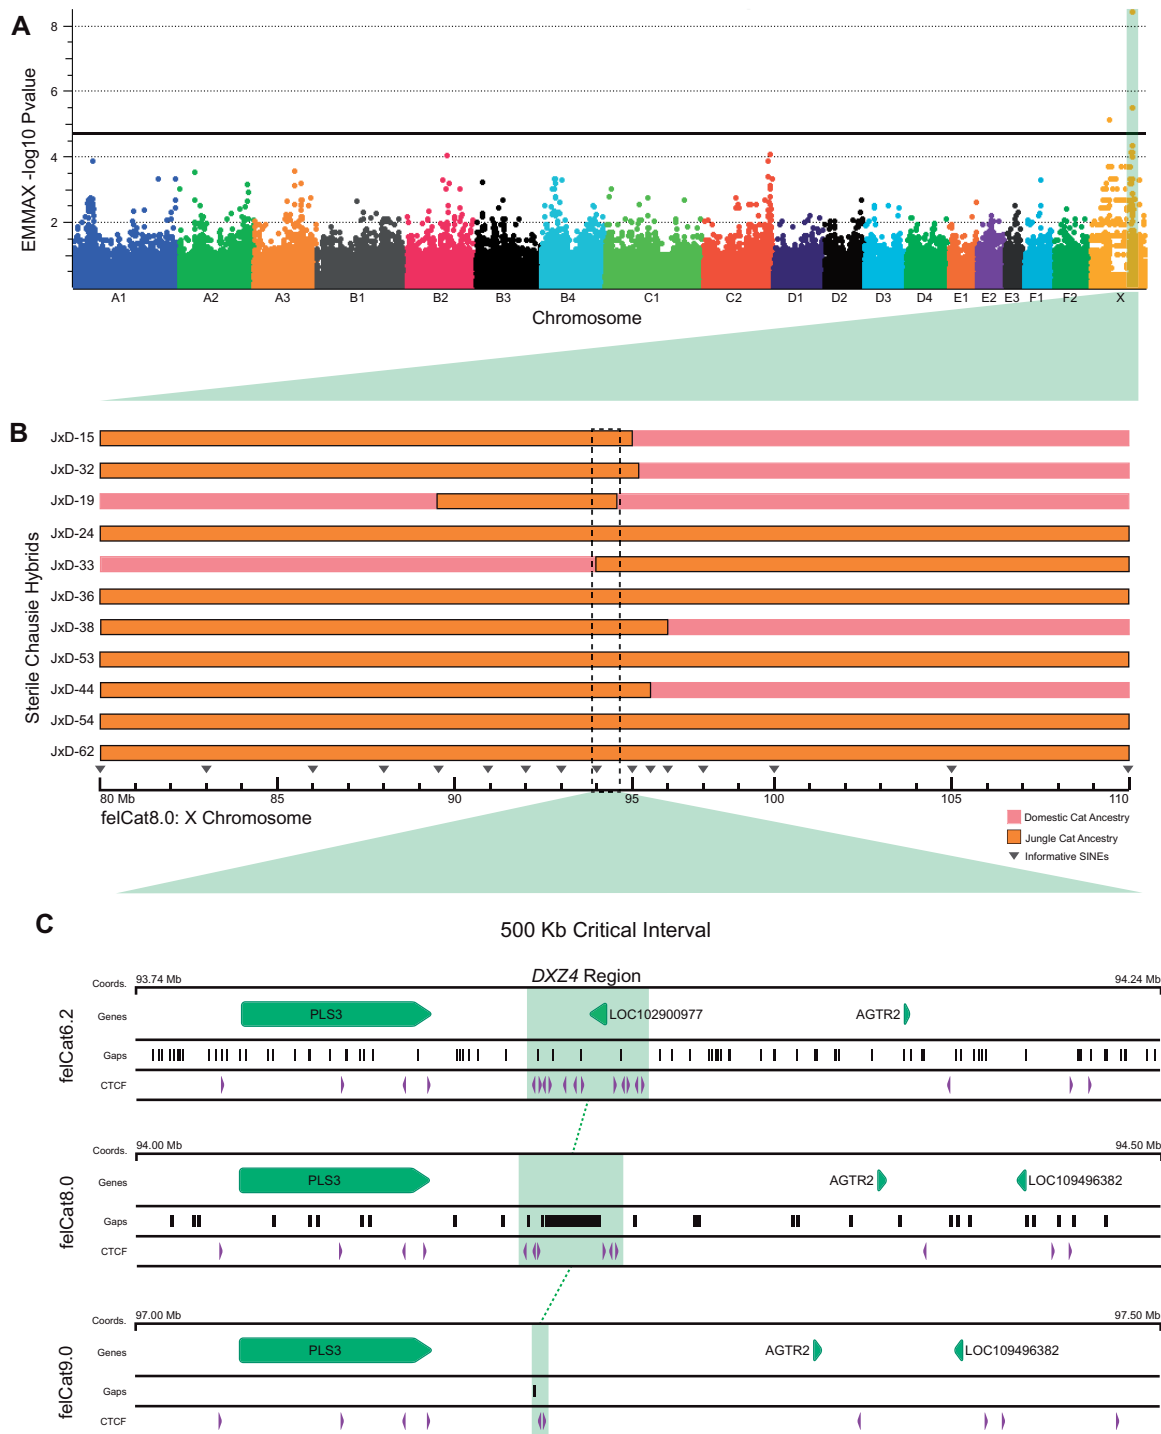 A
EMMAX -log10 Pvalue
8
6
4
2
A1 A2 A3 B1 B2 B3 B4 C1 C2 D1 D2 D3 D4 E1 E2 E3 F1 F2 X
Chromosome
B
Sterile Chausie Hybrids
JxD-15
JxD-32
JxD-19
JxD-24
JxD-33
JxD-36
JxD-38
JxD-53
JxD-44
JxD-54
JxD-62
80 Mb 85 90 95 100 105 110
felCat8.0: X Chromosome
Domestic Cat Ancestry
Jungle Cat Ancestry
Informative SINEs
C
500 Kb Critical Interval
DXZ4 Region
felCat6.2
Coords. 93.74 Mb 94.24 Mb
Genes PLS3 LOC102900977 AGTR2
Gaps
CTCF
felCat8.0
Coords. 94.00 Mb 94.50 Mb
Genes PLS3 AGTR2 LOC109496382
Gaps
CTCF
felCat9.0
Coords. 97.00 Mb 97.50 Mb
Genes PLS3 AGTR2 LOC109496382
Gaps
CTCF